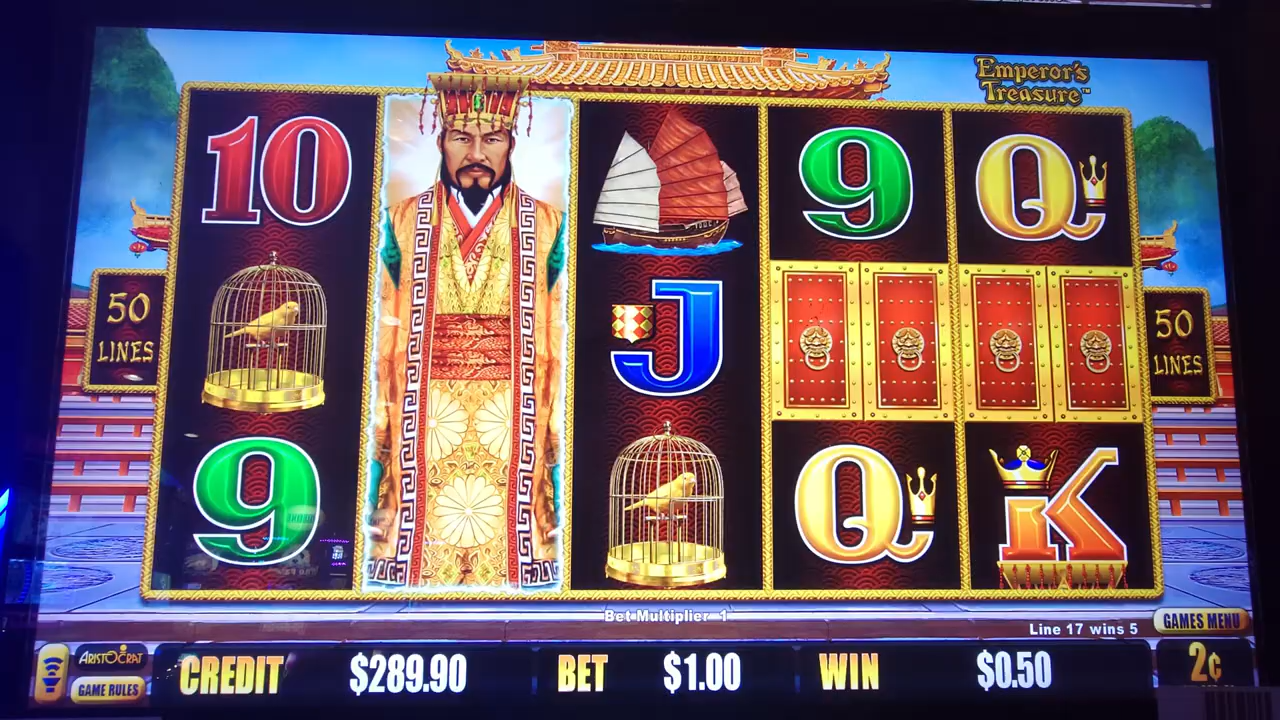 Emperor's
Treasure™
10
9
Q
50
LINES
J
50
LINES
9
Q
K
Bet Multiplier 1
Line 17 wins 5
GAMES MENU
ARISTOCRAT
GAME RULES
CREDIT $289.90 BET $1.00 WIN $0.50 2¢